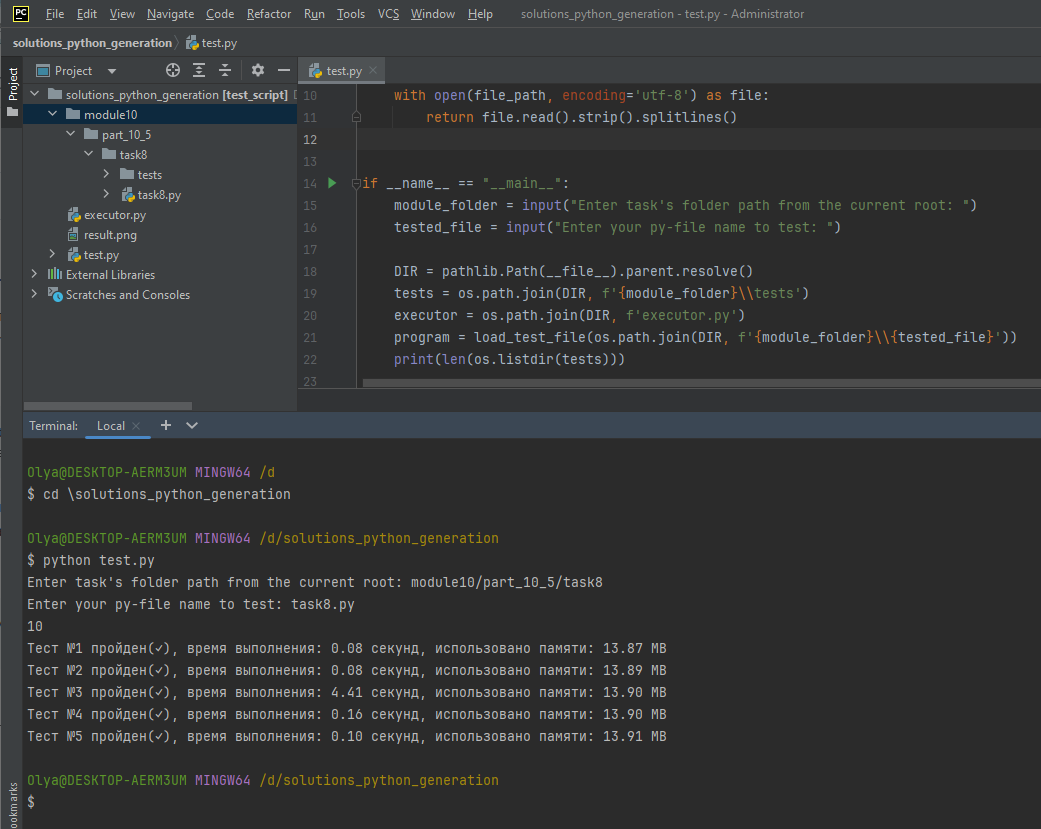 PC File Edit View Navigate Code Refactor Run Tools VCS Window Help solutions_python_generation - test.py - Administrator
solutions_python_generation test.py
Project
Project
test.py
solutions_python_generation [test_script]
module10
part_10_5
task8
tests
task8.py
executor.py
result.png
test.py
External Libraries
Scratches and Consoles
10 with open(file_path, encoding='utf-8') as file:
11 return file.read().strip().splitlines()
12
13
14 if __name__ == "__main__":
15 module_folder = input("Enter task's folder path from the current root: ")
16 tested_file = input("Enter your py-file name to test: ")
17
18 DIR = pathlib.Path(__file__).parent.resolve()
19 tests = os.path.join(DIR, f'{module_folder}\\tests')
20 executor = os.path.join(DIR, f'executor.py')
21 program = load_test_file(os.path.join(DIR, f'{module_folder}\\{tested_file}'))
22 print(len(os.listdir(tests)))
23
Terminal: Local
Olya@DESKTOP-AERM3UM MINGW64 /d
$ cd \solutions_python_generation
Olya@DESKTOP-AERM3UM MINGW64 /d/solutions_python_generation
$ python test.py
Enter task's folder path from the current root: module10/part_10_5/task8
Enter your py-file name to test: task8.py
10
Тест №1 пройден(✓), время выполнения: 0.08 секунд, использовано памяти: 13.87 MB
Тест №2 пройден(✓), время выполнения: 0.08 секунд, использовано памяти: 13.89 MB
Тест №3 пройден(✓), время выполнения: 4.41 секунд, использовано памяти: 13.90 MB
Тест №4 пройден(✓), время выполнения: 0.16 секунд, использовано памяти: 13.90 MB
Тест №5 пройден(✓), время выполнения: 0.10 секунд, использовано памяти: 13.91 MB
Olya@DESKTOP-AERM3UM MINGW64 /d/solutions_python_generation
$
ookmarks